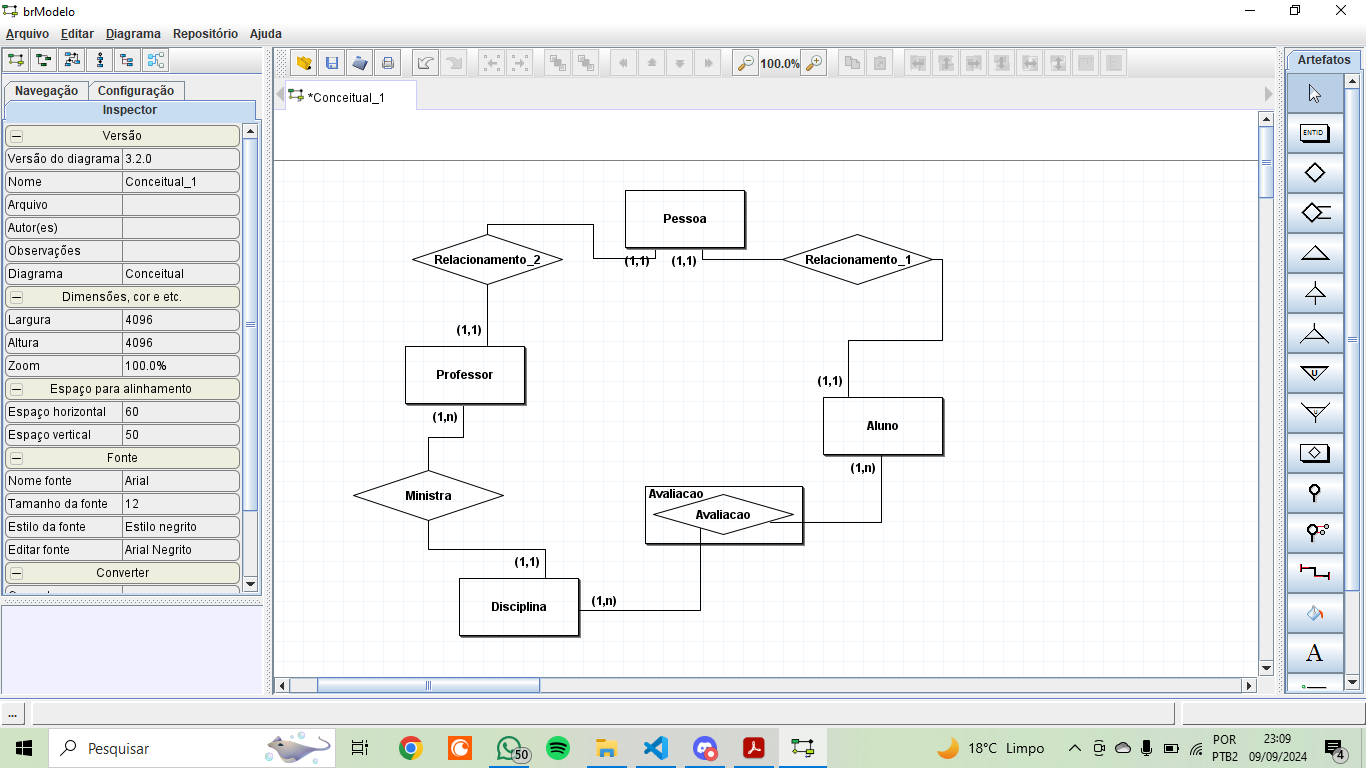 brModelo
Arquivo Editar Diagrama Repositório Ajuda
100.0%
Artefatos
Navegação Configuração
Inspector
*Conceitual_1
Versão
Versão do diagrama 3.2.0
Nome Conceitual_1
Arquivo
Autor(es)
Observações
Diagrama Conceitual
Dimensões, cor e etc.
Largura 4096
Altura 4096
Zoom 100.0%
Espaço para alinhamento
Espaço horizontal 60
Espaço vertical 50
Fonte
Nome fonte Arial
Tamanho da fonte 12
Estilo da fonte Estilo negrito
Editar fonte Arial Negrito
Converter
Pessoa
Relacionamento_2
(1,1) (1,1)
Relacionamento_1
(1,1)
Professor
(1,1)
(1,n)
Aluno
(1,n)
Ministra
Avaliacao
Avaliacao
(1,1)
Disciplina
(1,n)
ENTID
U
U
A
...
Pesquisar
50
18°C Limpo
POR
PTB2
23:09
09/09/2024
4